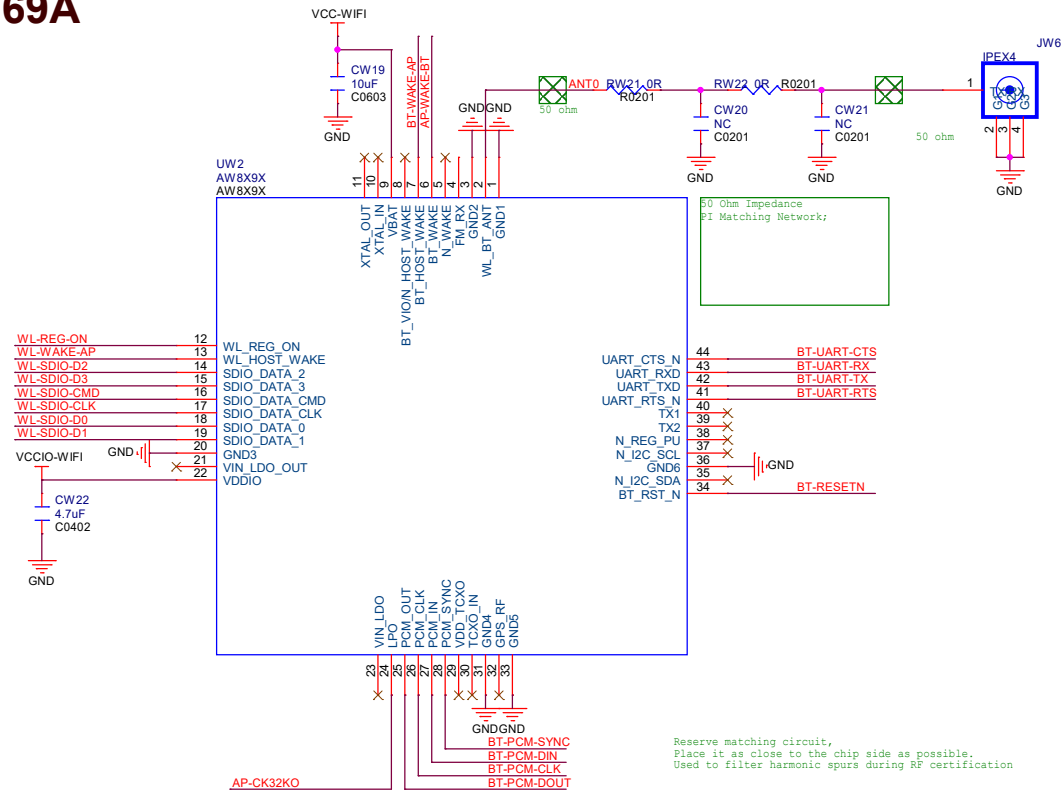 69A
VCC-WIFI
CW19
10uF
C0603
GND
BT-WAKE-AP
AP-WAKE-BT
GND GND
ANT0
50 ohm
RW21 0R
R0201
RW22 0R R0201
CW20
NC
C0201
GND
CW21
NC
C0201
GND
50 ohm
JW6
IPEX4
1
G1
G2
G3
2
3
4
GND
50 Ohm Impedance
PI Matching Network;
UW2
AW8X9X
AW8X9X
11 XTAL_OUT
10 XTAL_IN
9 VBAT
8 BT_VIO/N_HOST_WAKE
7 BT_HOST_WAKE
6 BT_WAKE
5 N_WAKE
4 FM_RX
3 GND2
2 WL_BT_ANT
1 GND1
WL-REG-ON 12 WL_REG_ON
WL-WAKE-AP 13 WL_HOST_WAKE
WL-SDIO-D2 14 SDIO_DATA_2
WL-SDIO-D3 15 SDIO_DATA_3
WL-SDIO-CMD 16 SDIO_DATA_CMD
WL-SDIO-CLK 17 SDIO_DATA_CLK
WL-SDIO-D0 18 SDIO_DATA_0
WL-SDIO-D1 19 SDIO_DATA_1
GND 20 GND3
21 VIN_LDO_OUT
VCCIO-WIFI 22 VDDIO
CW22
4.7uF
C0402
GND
UART_CTS_N 44 BT-UART-CTS
UART_RXD 43 BT-UART-RX
UART_TXD 42 BT-UART-TX
UART_RTS_N 41 BT-UART-RTS
TX1 40
TX2 39
N_REG_PU 38
N_I2C_SCL 37
GND6 36 GND
N_I2C_SDA 35
BT_RST_N 34 BT-RESETN
23 VIN_LDO
24 LPO
25 PCM_OUT
26 PCM_CLK
27 PCM_IN
28 PCM_SYNC
29 VDD_TCXO
30 TCXO_IN
31 GND4
32 GPS_RF
33 GND5
GND GND
BT-PCM-SYNC
BT-PCM-DIN
BT-PCM-CLK
BT-PCM-DOUT
AP-CK32KO
Reserve matching circuit,
Place it as close to the chip side as possible.
Used to filter harmonic spurs during RF certification